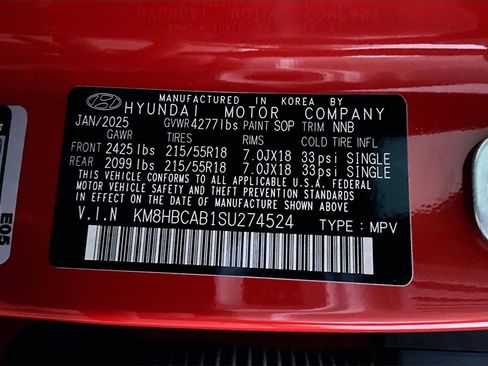 MANUFACTURED IN KOREA BY
HYUNDAI MOTOR COMPANY
JAN/2025 GVWR 4277lbs PAINT SOP TRIM NNB
GAWR TIRES RIMS COLD TIRE INFL
FRONT 2425 lbs 215/55R18 7.0JX18 33psi SINGLE
REAR 2099 lbs 215/55R18 7.0JX18 33psi SINGLE
THIS VEHICLE CONFORMS TO ALL APPLICABLE U.S.A. FEDERAL
MOTOR VEHICLE SAFETY, BUMPER, AND THEFT PREVENTION
STANDARDS IN EFFECT ON THE DATE OF MANUFACTURE SHOWN ABOVE.
V.I.N KM8HBCAB1SU274524 TYPE : MPV
E05